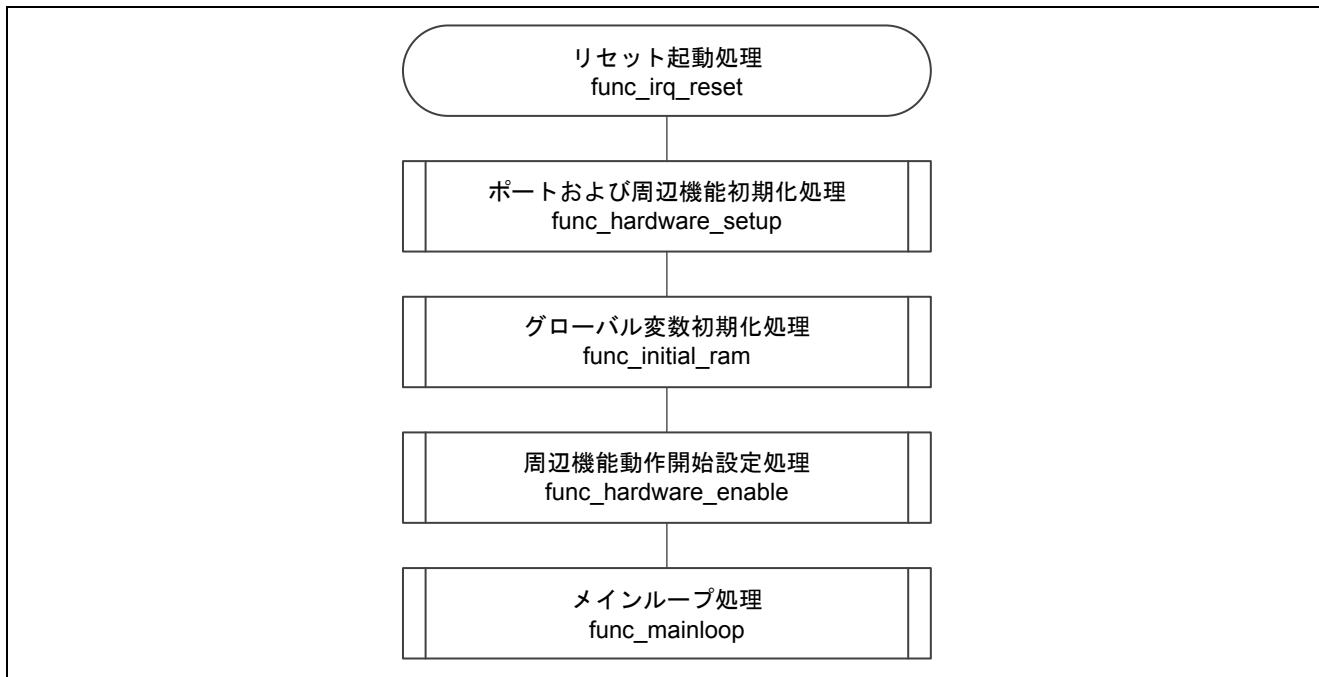 リセット起動処理
func_irq_reset
ポートおよび周辺機能初期化処理
func_hardware_setup
グローバル変数初期化処理
func_initial_ram
周辺機能動作開始設定処理
func_hardware_enable
メインループ処理
func_mainloop